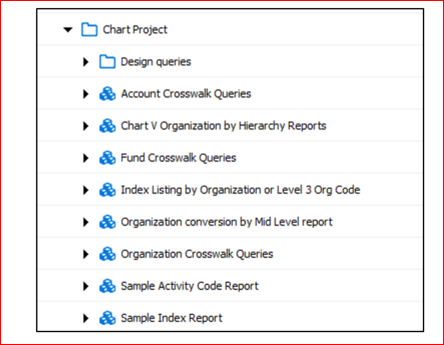 Chart Project
Design queries
Account Crosswalk Queries
Chart V Organization by Hierarchy Reports
Fund Crosswalk Queries
Index Listing by Organization or Level 3 Org Code
Organization conversion by Mid Level report
Organization Crosswalk Queries
Sample Activity Code Report
Sample Index Report